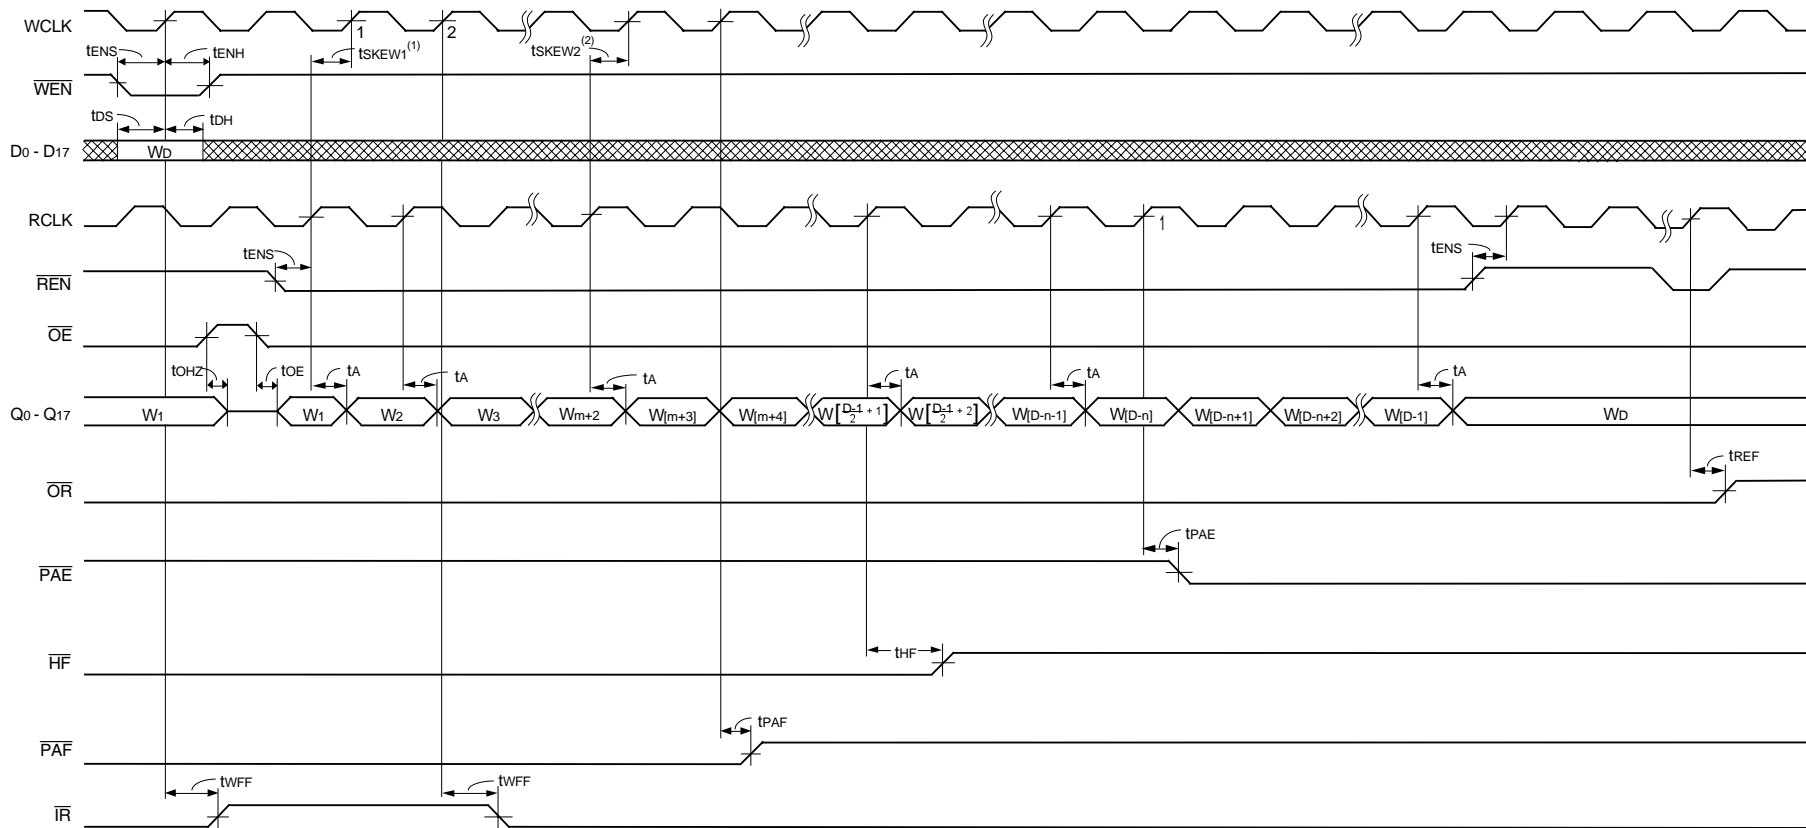 WCLK
1
2
tENS
tENH
tSKEW1(1)
tSKEW2(2)
WEN
tDS
tDH
D0 - D17
WD
RCLK
1
tENS
tENS
REN
OE
tOHZ
tOE
tA
tA
tA
tA
tA
tA
Q0 - Q17
W1
W1
W2
W3
Wm+2
W[m+3]
W[m+4]
W[D-1/2 + 1]
W[D-1/2 + 2]
W[D-n-1]
W[D-n]
W[D-n+1]
W[D-n+2]
W[D-1]
WD
tREF
OR
tPAE
PAE
HF
tHF
tPAF
PAF
tWFF
tWFF
IR